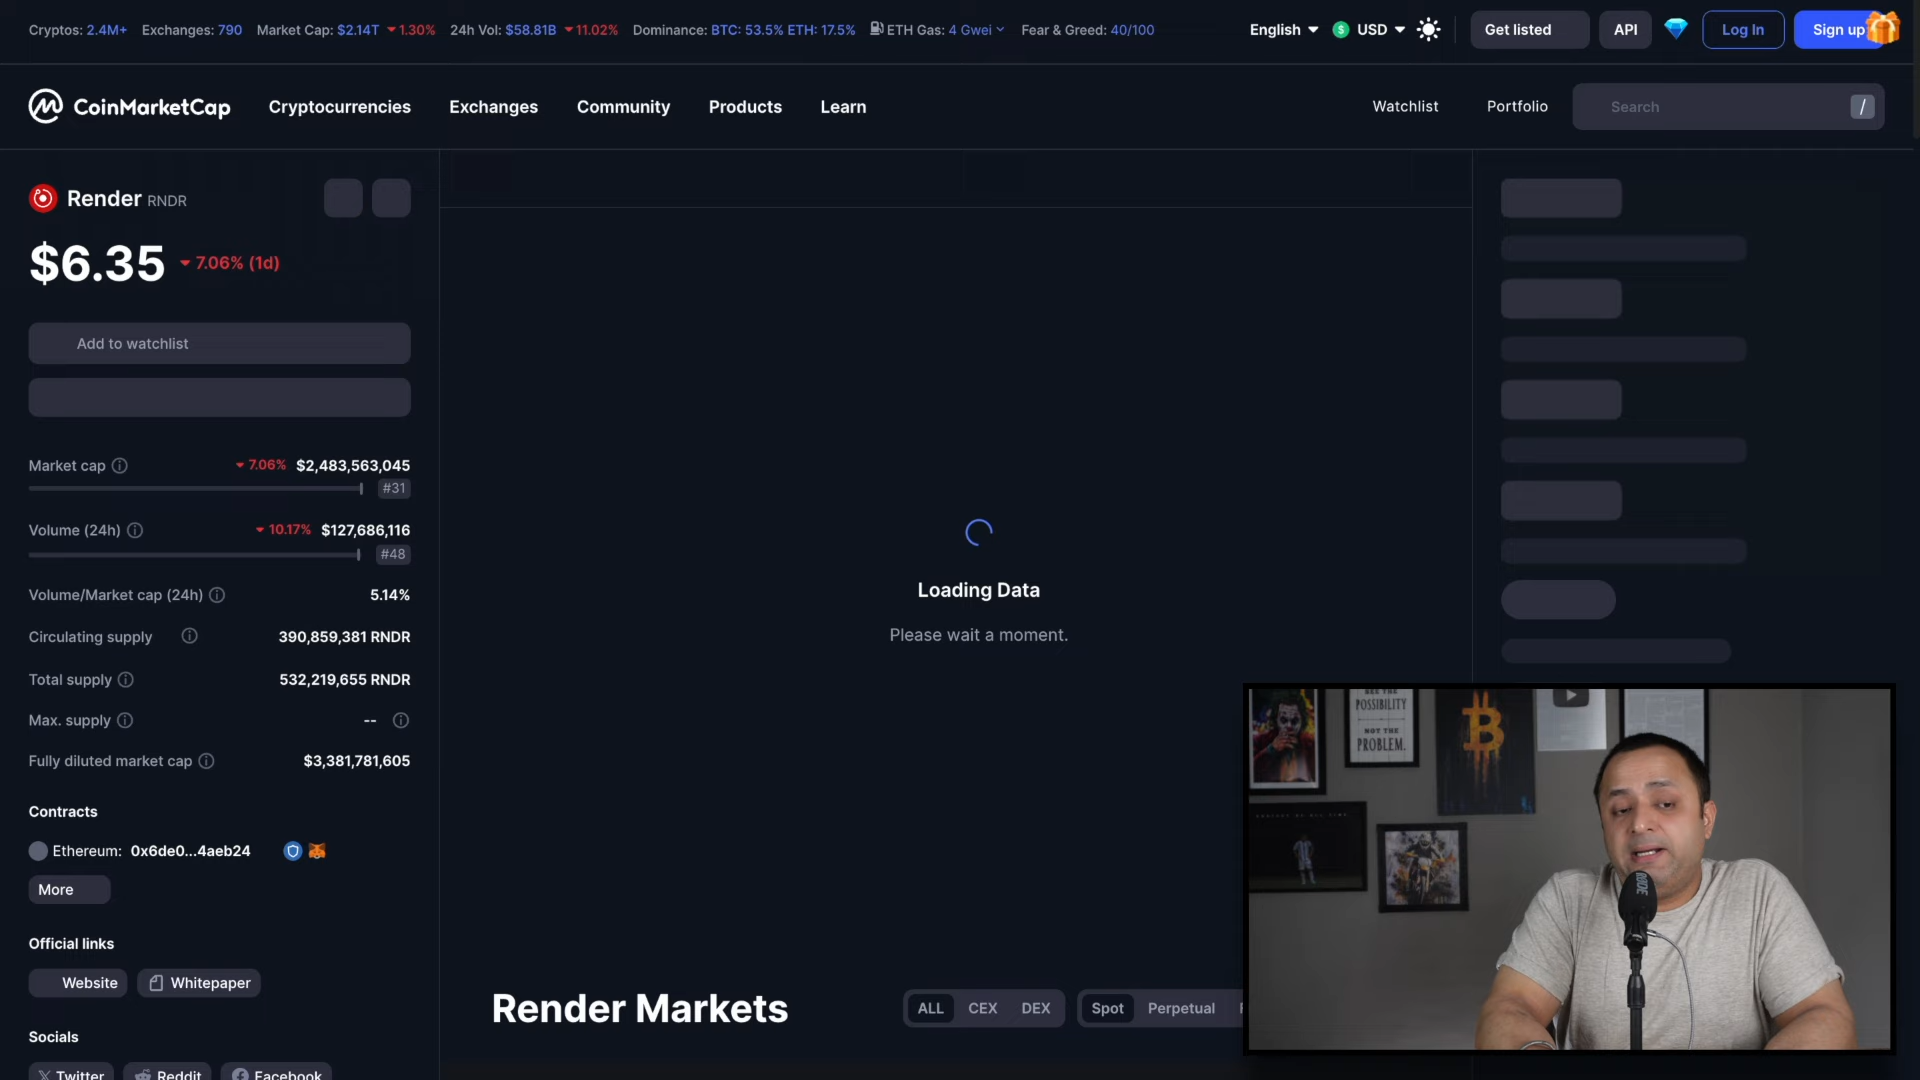 Cryptos: 2.4M+ Exchanges: 790 Market Cap: $2.14T 1.30% 24h Vol: $58.81B 11.02% Dominance: BTC: 53.5% ETH: 17.5% ETH Gas: 4 Gwei Fear & Greed: 40/100
English USD Get listed API Log In Sign up
CoinMarketCap Cryptocurrencies Exchanges Community Products Learn
Watchlist Portfolio Search /
Render RNDR
$6.35 7.06% (1d)
Add to watchlist
Market cap 7.06% $2,483,563,045
#31
Volume (24h) 10.17% $127,686,116
#48
Volume/Market cap (24h) 5.14%
Circulating supply 390,859,381 RNDR
Total supply 532,219,655 RNDR
Max. supply --
Fully diluted market cap $3,381,781,605
Contracts
Ethereum: 0x6de0...4aeb24
More
Official links
Website Whitepaper
Socials
Twitter Reddit Facebook
Loading Data
Please wait a moment.
Render Markets
ALL CEX DEX Spot Perpetual
SEE THE
POSSIBILITY
NOT THE
PROBLEM.
RODE